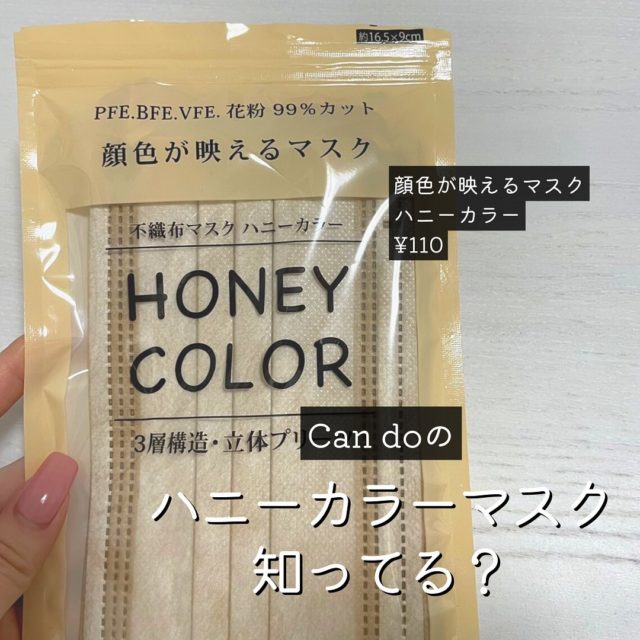 約16.5×9cm
PFE.BFE.VFE. 花粉 99%カット
顔色が映えるマスク
顔色が映えるマスク
ハニーカラー
¥110
不織布マスク ハニーカラー
HONEY
COLOR
3層構造・立体プリ
Can doの
ハニーカラーマスク
知ってる?